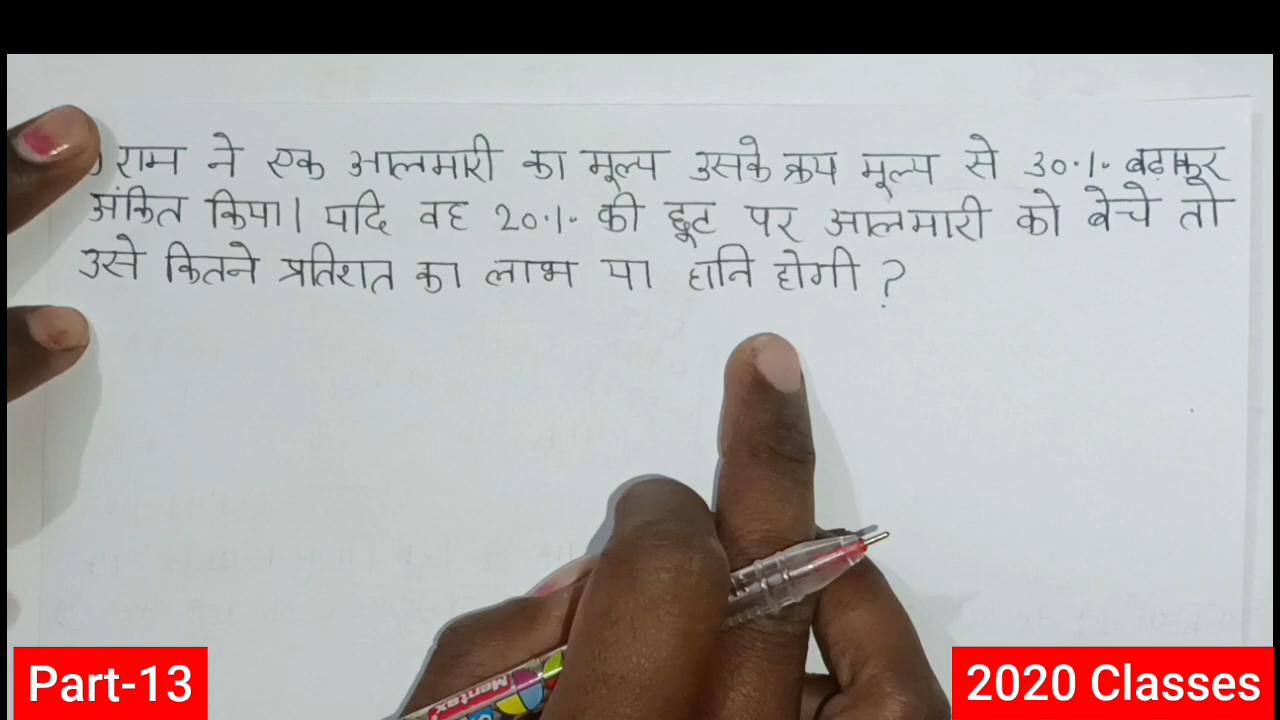 राम ने एक आलमारी का मूल्य उसके क्रय मूल्य से 30% बढ़ाकर
अंकित किया। यदि वह 20% की छूट पर आलमारी को बेचे तो
उसे कितने प्रतिशत का लाभ या हानि होगी ?
Mentex
Part-13
2020 Classes